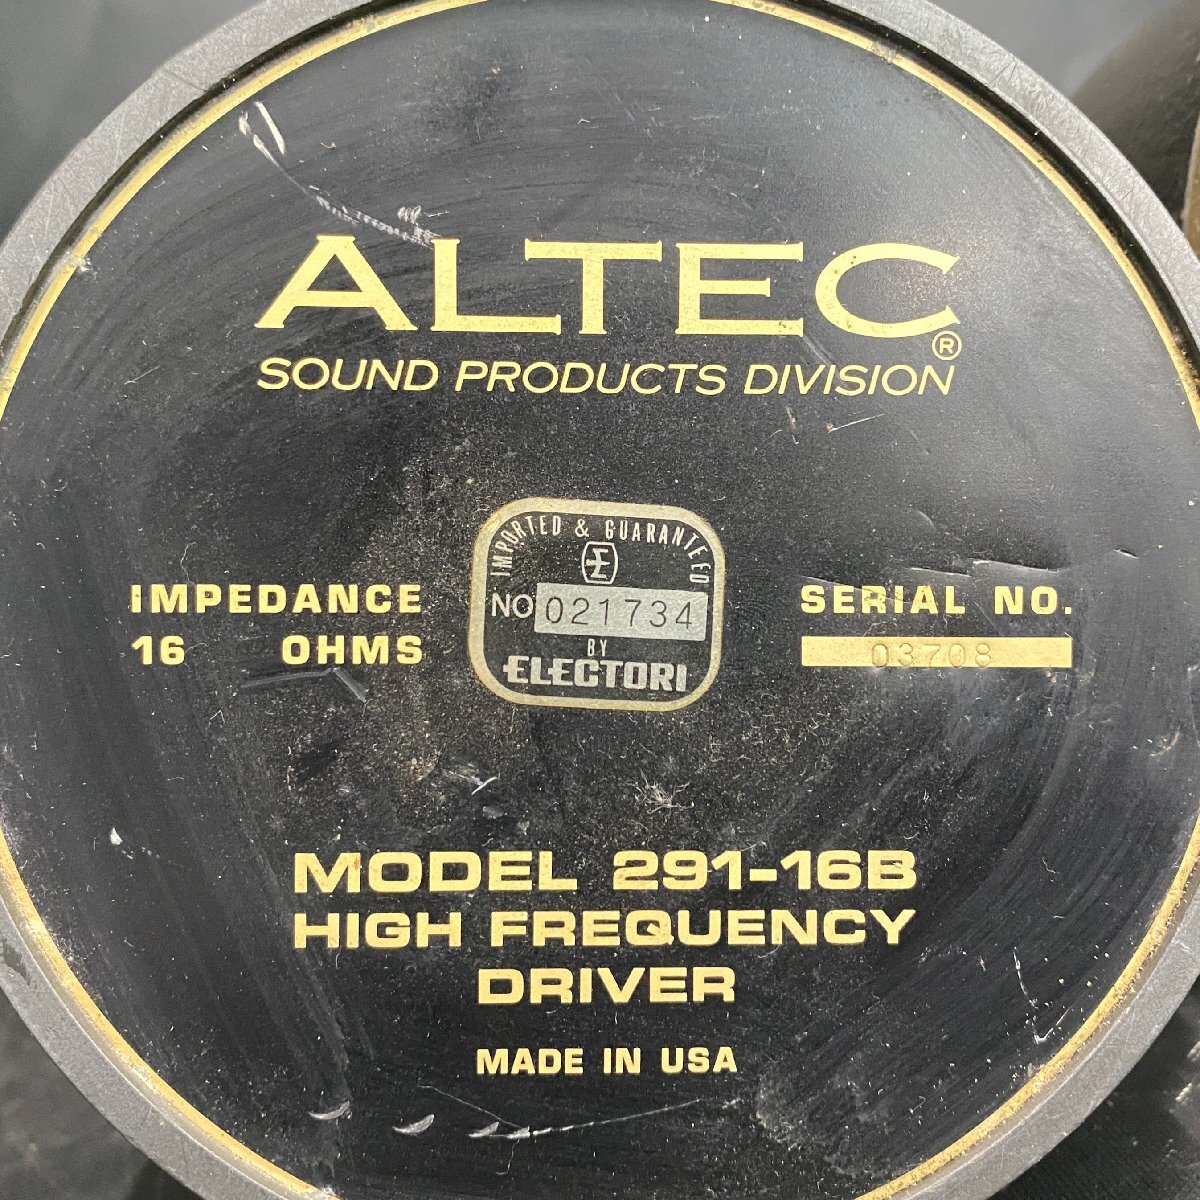 ALTEC®
SOUND PRODUCTS DIVISION
IMPORTED & GUARANTEED
E
NO 021734
BY
ELECTORI
IMPEDANCE
16 OHMS
SERIAL NO.
03708
MODEL 291-16B
HIGH FREQUENCY
DRIVER
MADE IN USA